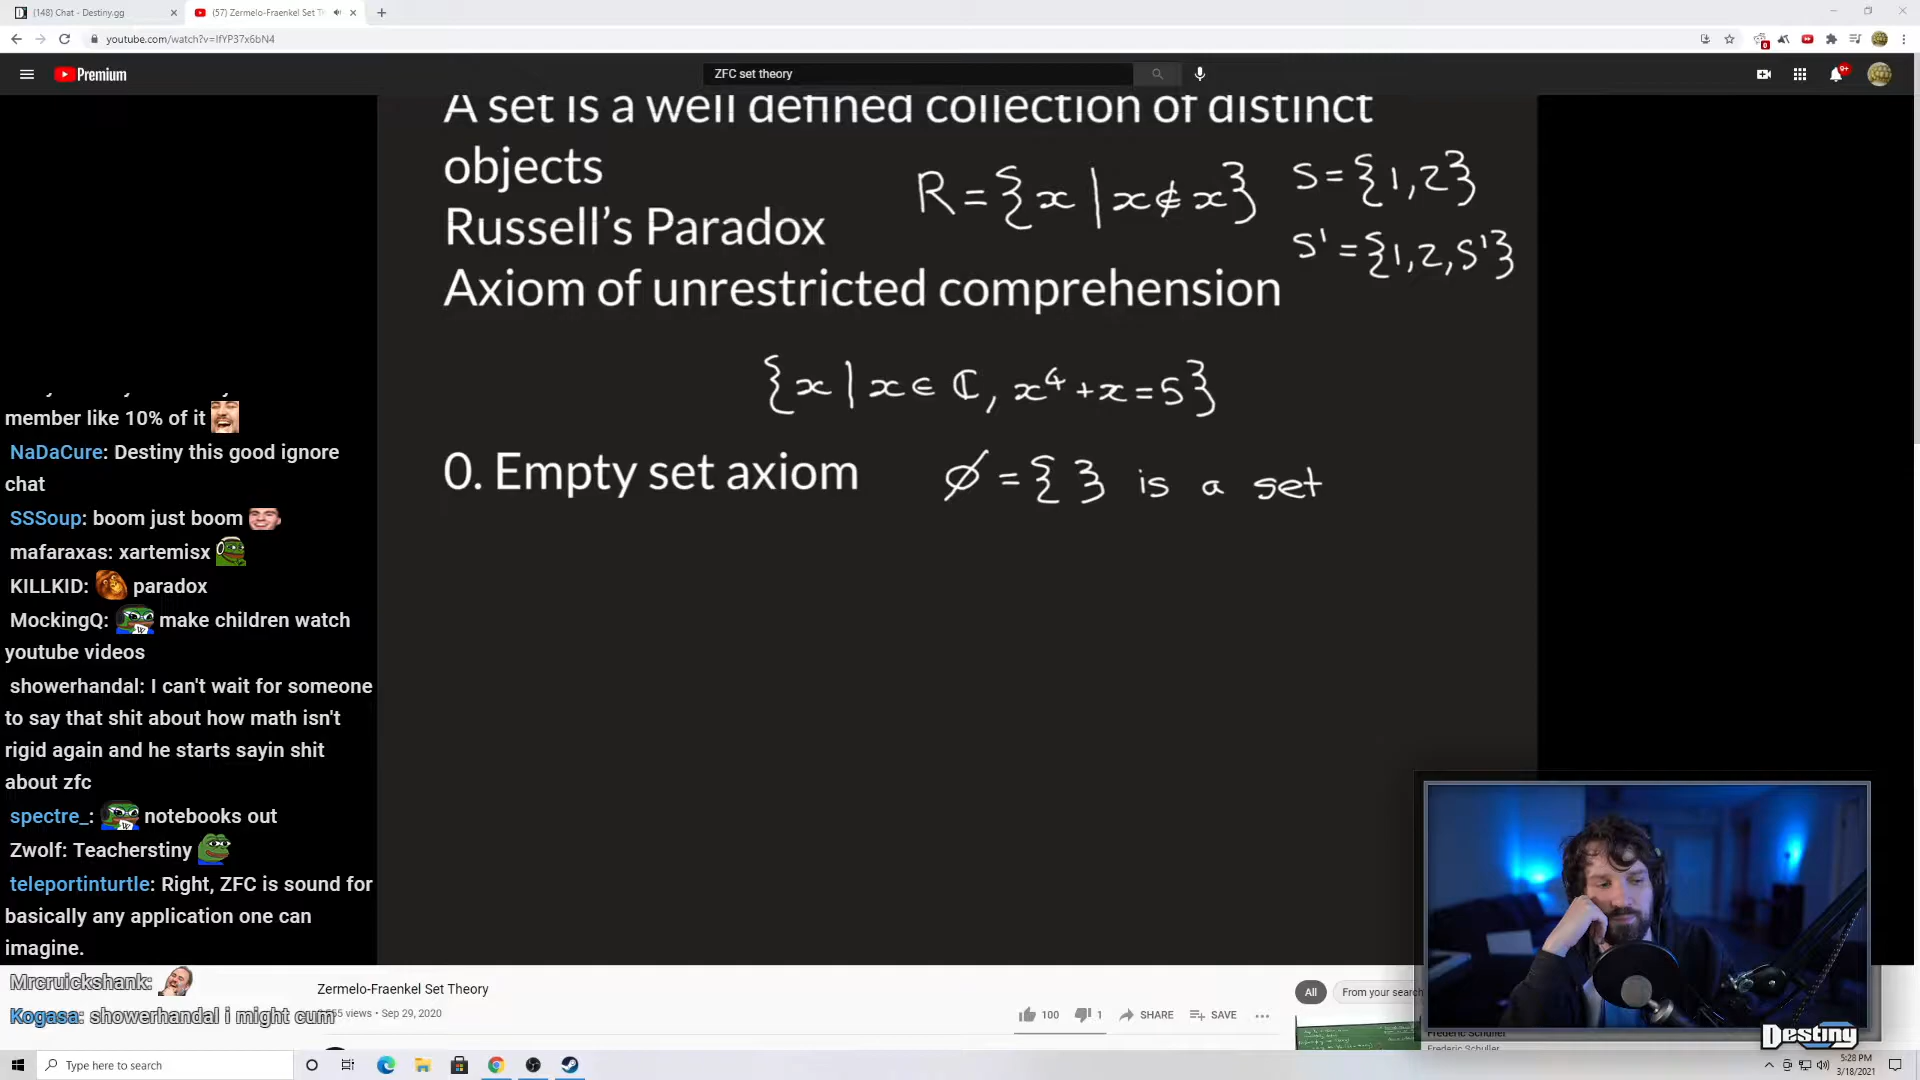 (148) Chat - Destiny.gg
(57) Zermelo-Fraenkel Set Th
youtube.com/watch?v=IfYP37x6bN4
Premium
ZFC set theory
9+
A set is a well defined collection of distinct
objects
R = {x | x ∉ x}
S = {1,2}
Russell's Paradox
S' = {1,2,S'}
Axiom of unrestricted comprehension
{x | x ∈ ℂ, x⁴ + x = 5}
0. Empty set axiom
∅ = { } is a set
member like 10% of it
NaDaCure: Destiny this good ignore
chat
SSSoup: boom just boom
mafaraxas: xartemisx
KILLKID: paradox
MockingQ: make children watch
youtube videos
showerhandal: I can't wait for someone
to say that shit about how math isn't
rigid again and he starts sayin shit
about zfc
spectre_: notebooks out
Zwolf: Teacherstiny
teleportinturtle: Right, ZFC is sound for
basically any application one can
imagine.
Mrcruickshank:
Kogasa: showerhandal i might cum
Zermelo-Fraenkel Set Theory
views • Sep 29, 2020
100
1
SHARE
SAVE
All
From your search
Frederic Schuller
Frederic Schuller
Destiny
Type here to search
5:28 PM
3/18/2021